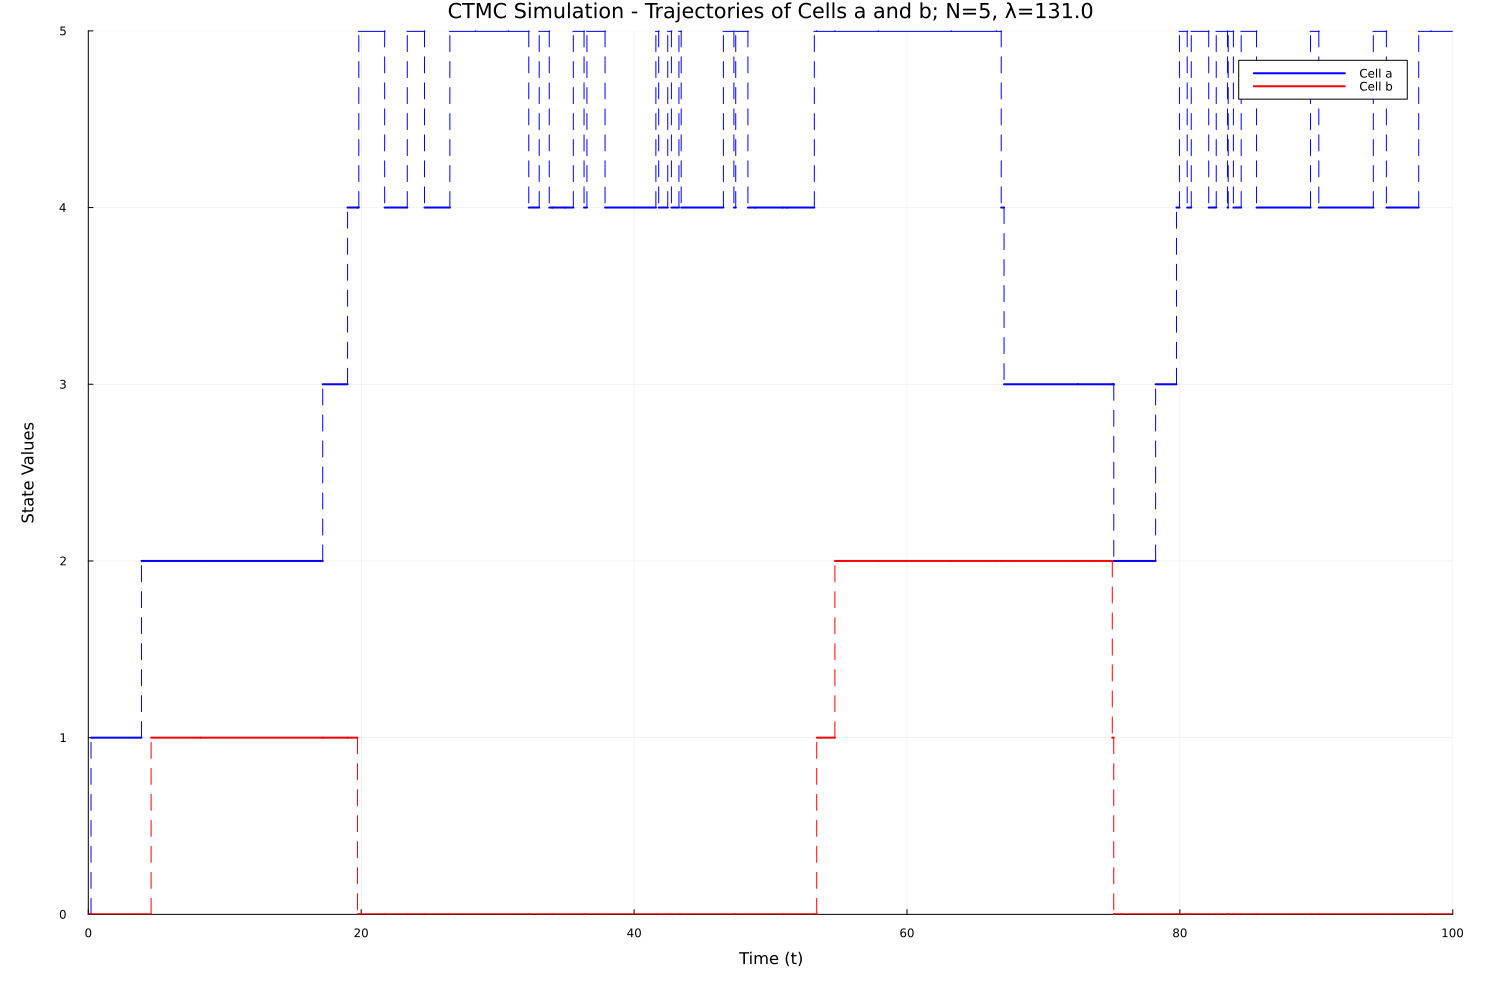 CTMC Simulation - Trajectories of Cells a and b; N=5, λ=131.0
5
Cell a
Cell b
4
3
State Values
2
1
0
0 20 40 60 80 100
Time (t)